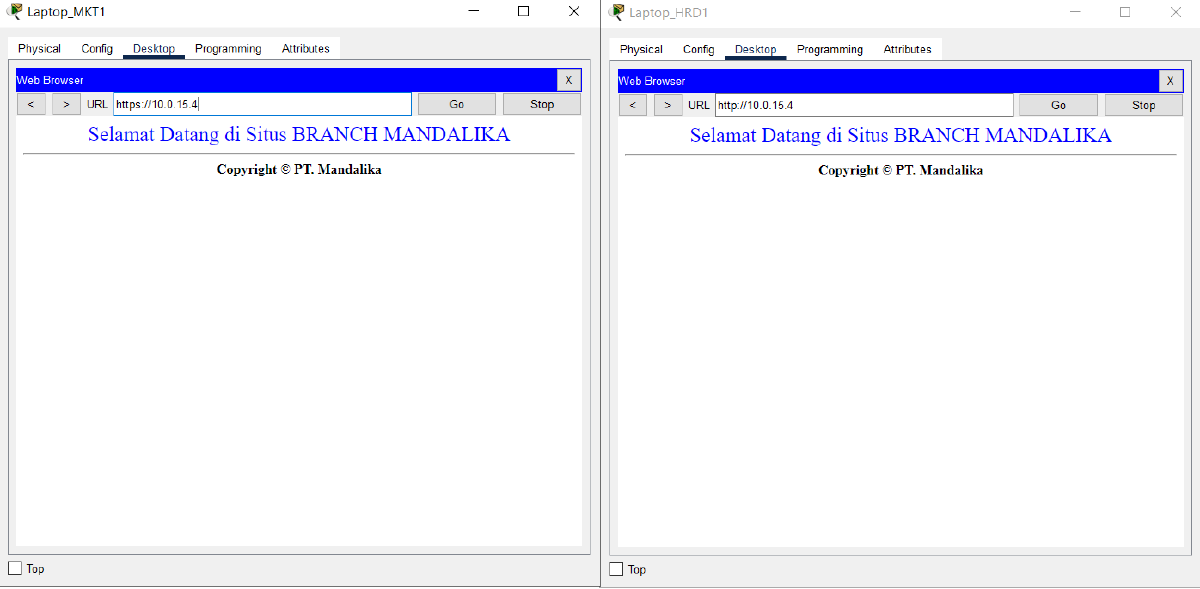 Laptop_MKT1
Physical Config Desktop Programming Attributes
Web Browser X
< > URL https://10.0.15.4 Go Stop
Selamat Datang di Situs BRANCH MANDALIKA
Copyright © PT. Mandalika
Top
Laptop_HRD1
Physical Config Desktop Programming Attributes
Web Browser X
< > URL http://10.0.15.4 Go Stop
Selamat Datang di Situs BRANCH MANDALIKA
Copyright © PT. Mandalika
Top